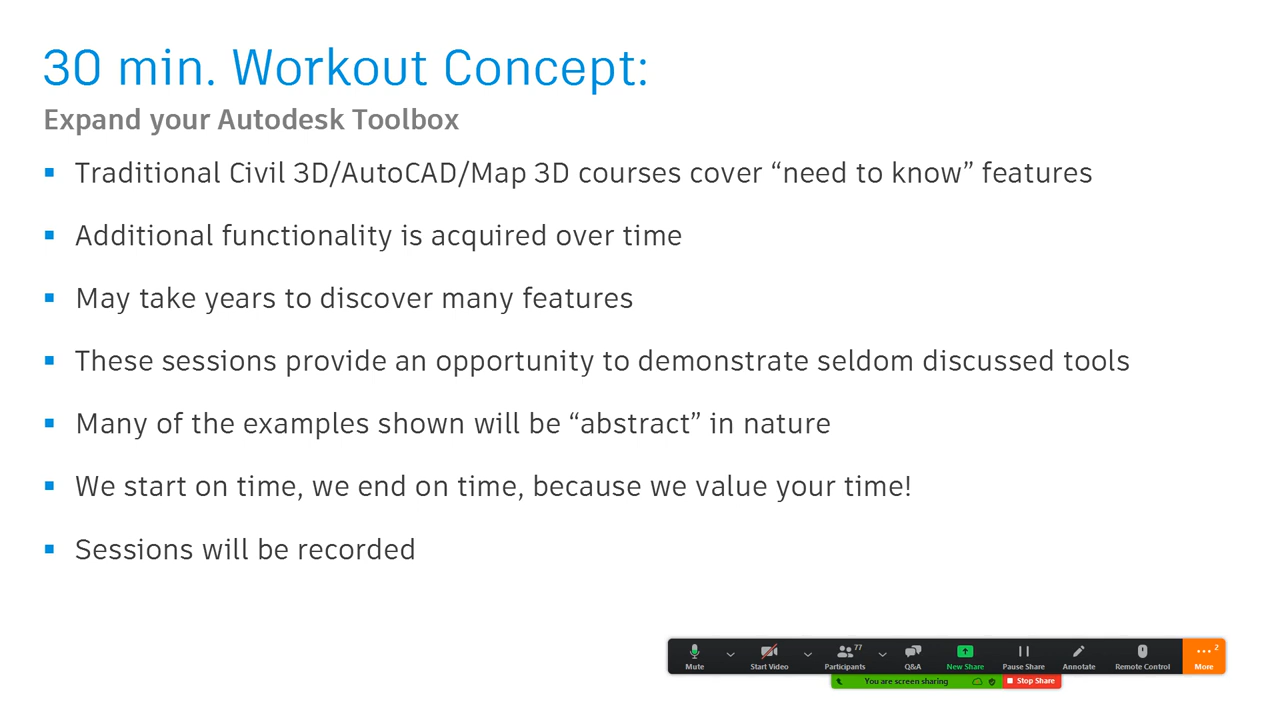 30 min. Workout Concept:
Expand your Autodesk Toolbox
▪ Traditional Civil 3D/AutoCAD/Map 3D courses cover “need to know” features
▪ Additional functionality is acquired over time
▪ May take years to discover many features
▪ These sessions provide an opportunity to demonstrate seldom discussed tools
▪ Many of the examples shown will be “abstract” in nature
▪ We start on time, we end on time, because we value your time!
▪ Sessions will be recorded
77 2
Mute Start Video Participants Q&A New Share Pause Share Annotate Remote Control More
You are screen sharing Stop Share